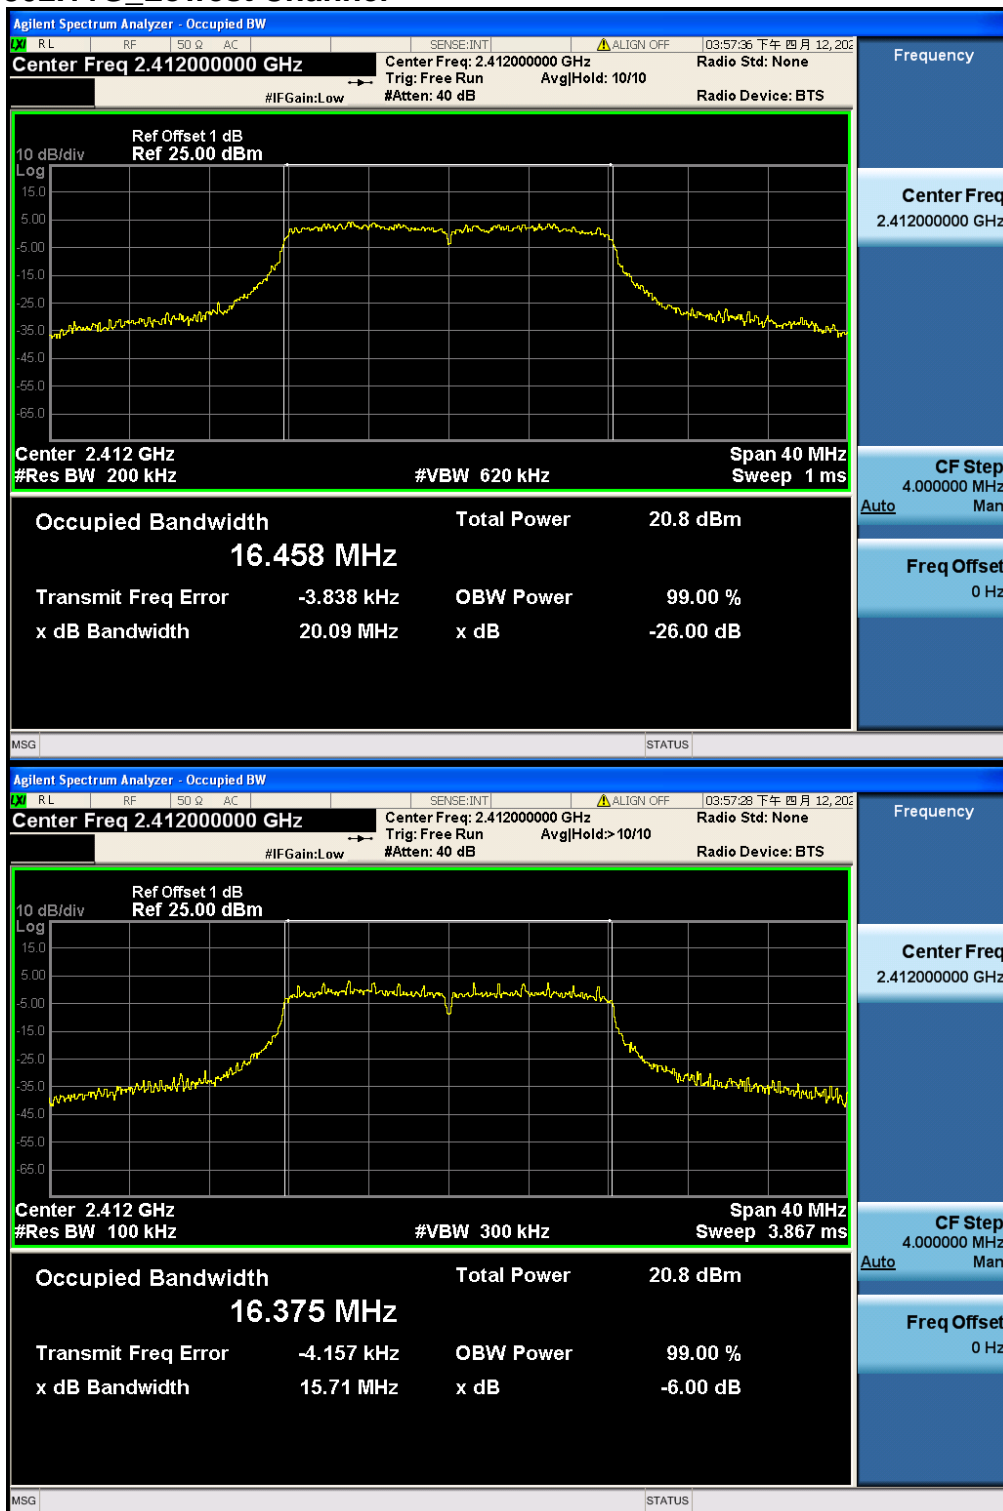 Agilent Spectrum Analyzer - Occupied BW
LXI RL RF 50 Ω AC SENSE:INT ALIGN OFF 03:57:36 下午 四月 12, 202
Center Freq 2.412000000 GHz
Center Freq: 2.412000000 GHz Radio Std: None
Trig: Free Run Avg|Hold: 10/10
#IFGain:Low #Atten: 40 dB Radio Device: BTS
Frequency
Ref Offset 1 dB
10 dB/div Ref 25.00 dBm
Log
15.0
5.00
-5.00
-15.0
-25.0
-35.0
-45.0
-55.0
-65.0
Center 2.412 GHz Span 40 MHz
#Res BW 200 kHz #VBW 620 kHz Sweep 1 ms
Center Freq
2.412000000 GHz
CF Step
4.000000 MHz
Auto Man
Freq Offset
0 Hz
Occupied Bandwidth Total Power 20.8 dBm
16.458 MHz
Transmit Freq Error -3.838 kHz OBW Power 99.00 %
x dB Bandwidth 20.09 MHz x dB -26.00 dB
MSG STATUS
Agilent Spectrum Analyzer - Occupied BW
LXI RL RF 50 Ω AC SENSE:INT ALIGN OFF 03:57:28 下午 四月 12, 202
Center Freq 2.412000000 GHz
Center Freq: 2.412000000 GHz Radio Std: None
Trig: Free Run Avg|Hold:>10/10
#IFGain:Low #Atten: 40 dB Radio Device: BTS
Frequency
Ref Offset 1 dB
10 dB/div Ref 25.00 dBm
Log
15.0
5.00
-5.00
-15.0
-25.0
-35.0
-45.0
-55.0
-65.0
Center 2.412 GHz Span 40 MHz
#Res BW 100 kHz #VBW 300 kHz Sweep 3.867 ms
Center Freq
2.412000000 GHz
CF Step
4.000000 MHz
Auto Man
Freq Offset
0 Hz
Occupied Bandwidth Total Power 20.8 dBm
16.375 MHz
Transmit Freq Error -4.157 kHz OBW Power 99.00 %
x dB Bandwidth 15.71 MHz x dB -6.00 dB
MSG STATUS